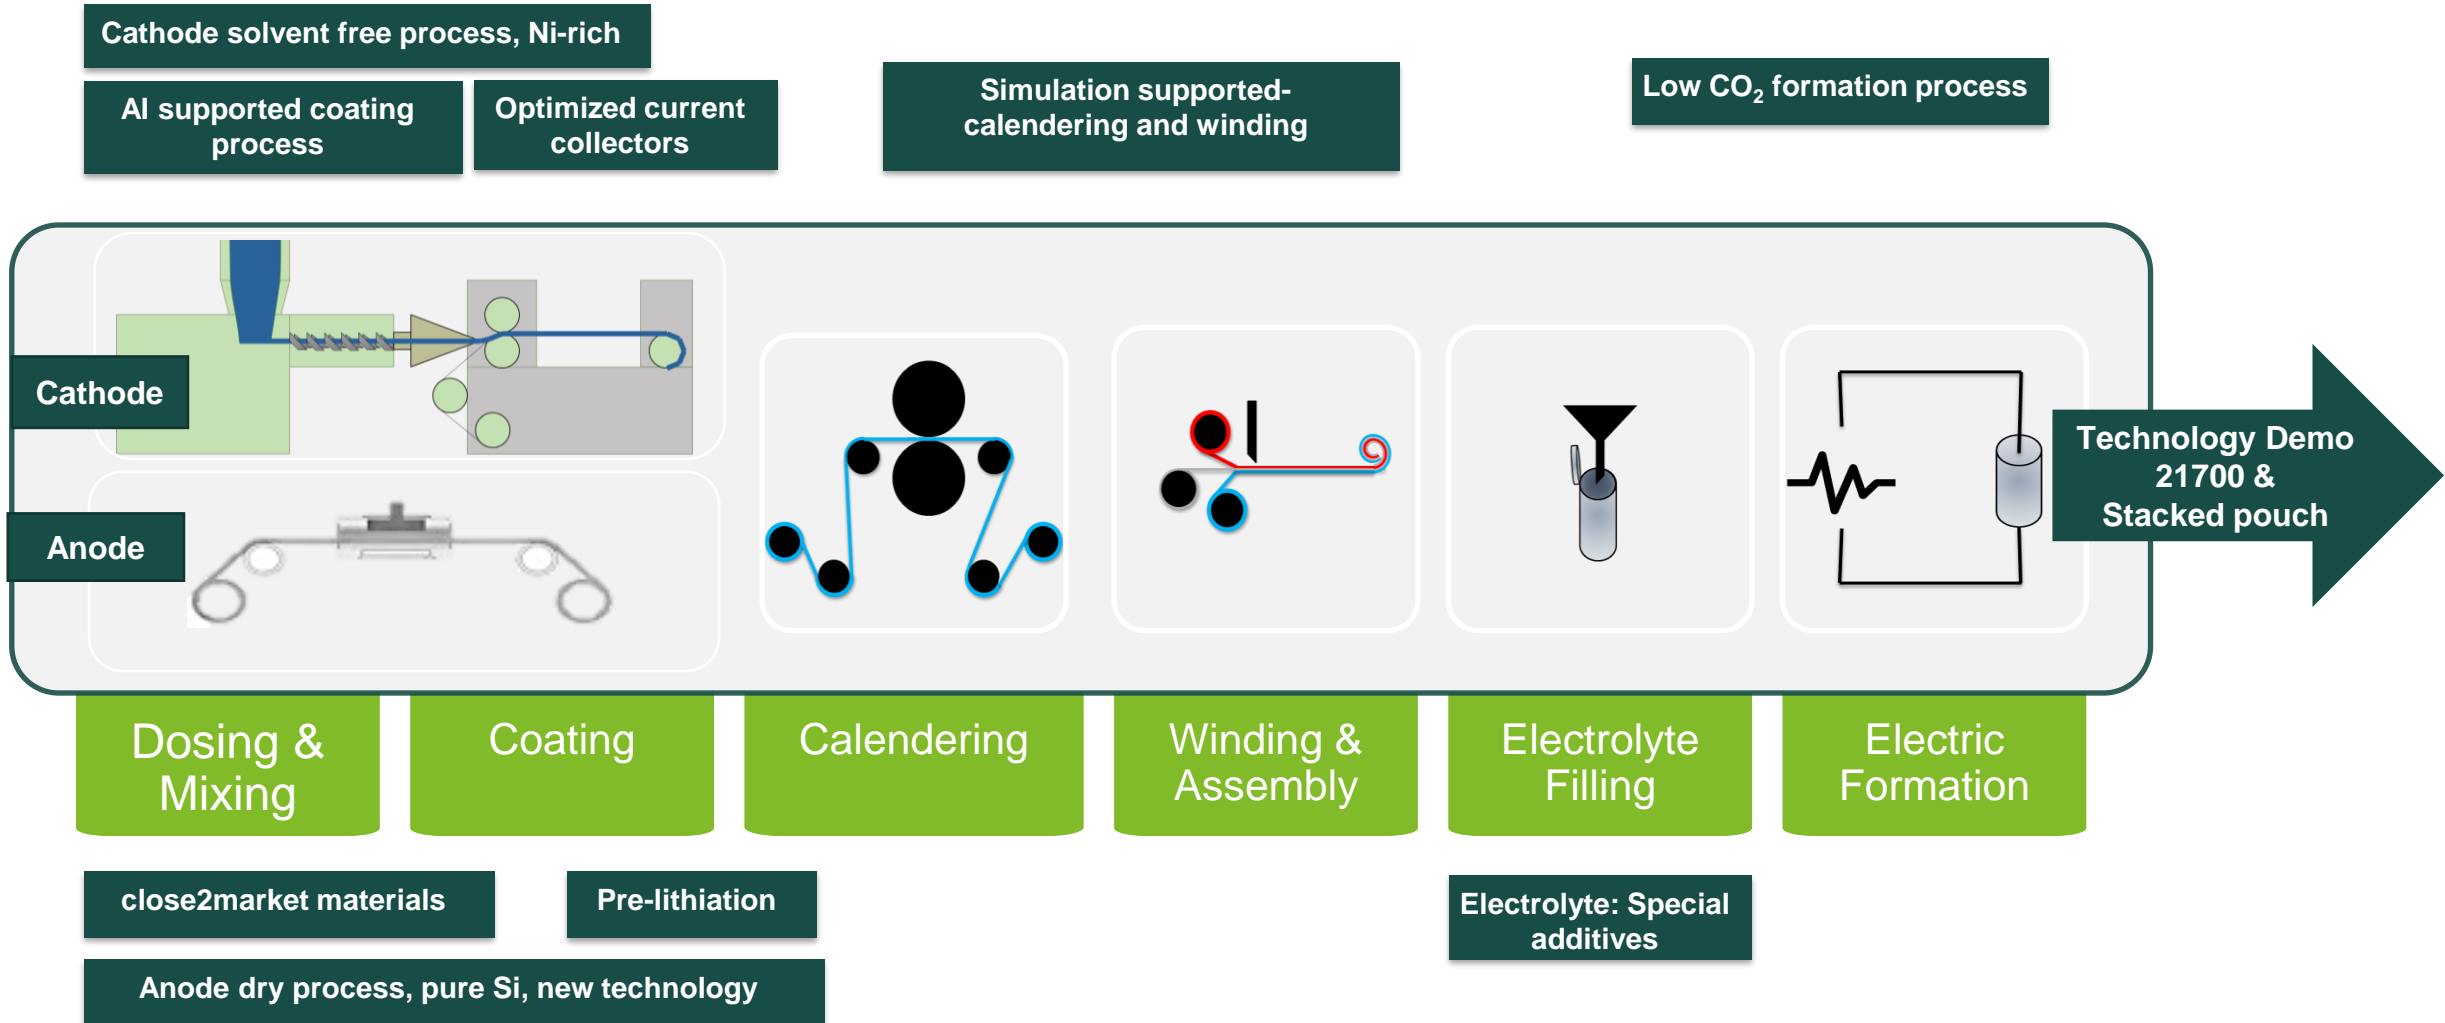 Cathode solvent free process, Ni-rich
AI supported coating
process
Optimized current
collectors
Simulation supported-
calendering and winding
Low CO₂ formation process
Cathode
Anode
Technology Demo
21700 &
Stacked pouch
Dosing &
Mixing
Coating
Calendering
Winding &
Assembly
Electrolyte
Filling
Electric
Formation
close2market materials
Pre-lithiation
Electrolyte: Special
additives
Anode dry process, pure Si, new technology